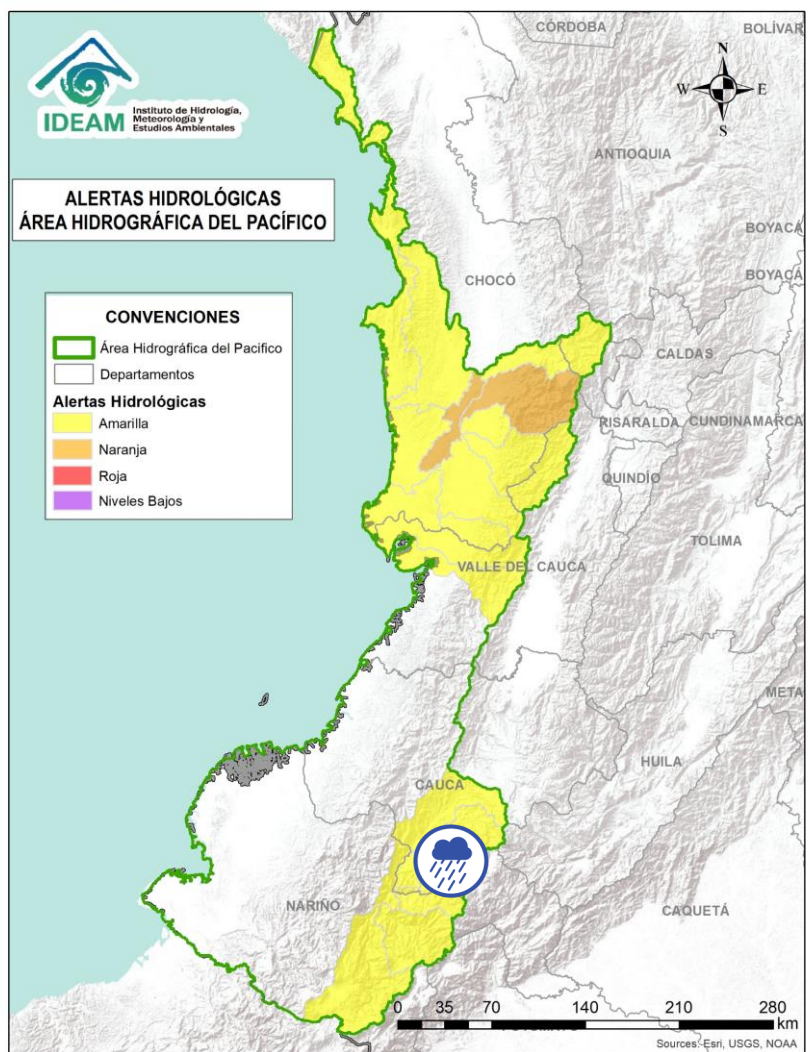 IDEAM
Instituto de Hidrología,
Meteorología y
Estudios Ambientales
ALERTAS HIDROLÓGICAS
ÁREA HIDROGRÁFICA DEL PACÍFICO
CONVENCIONES
Área Hidrográfica del Pacifico
Departamentos
Alertas Hidrológicas
Amarilla
Naranja
Roja
Niveles Bajos
N
W
E
S
CÓRDOBA
BOLÍVAR
ANTIOQUIA
BOYACÁ
BOYACÁ
CHOCÓ
CALDAS
RISARALDA
CUNDINAMARCA
QUINDÍO
TOLIMA
VALLE DEL CAUCA
META
HUILA
CAUCA
NARIÑO
CAQUETÁ
0 35 70 140 210 280
km
Sources: Esri, USGS, NOAA